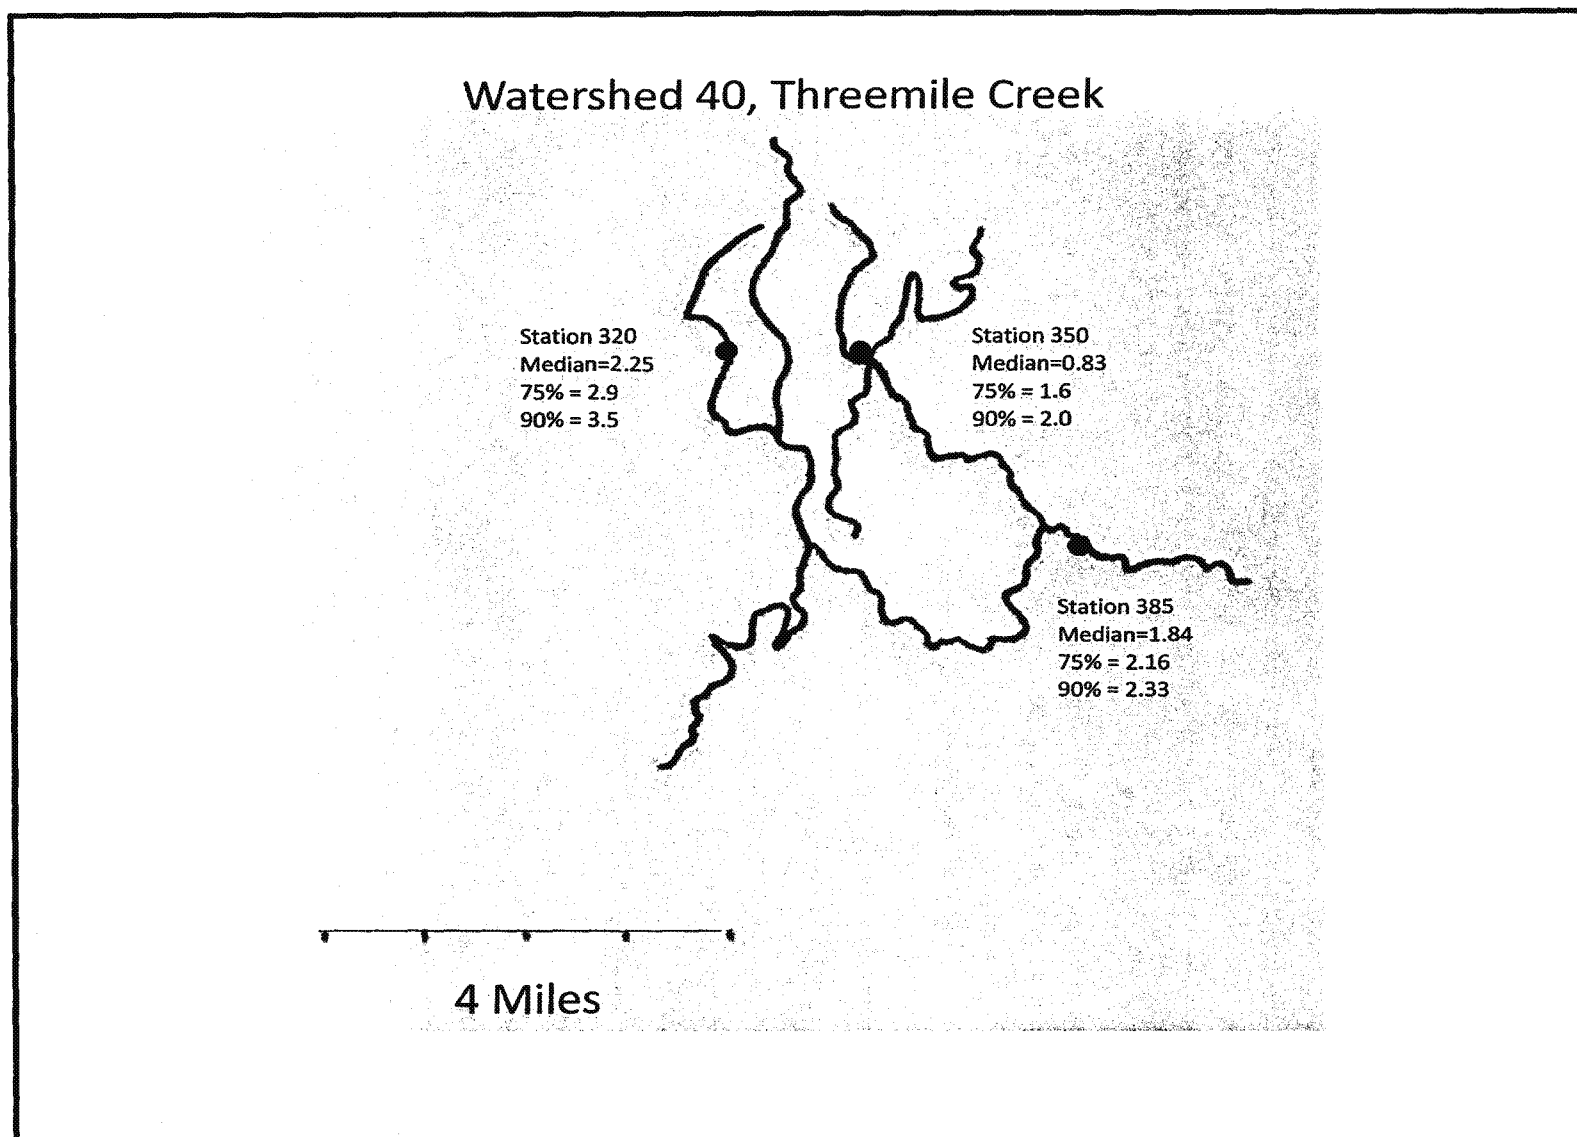 Watershed 40, Threemile Creek
Station 320
Median=2.25
75% = 2.9
90% = 3.5
Station 350
Median=0.83
75% = 1.6
90% = 2.0
Station 385
Median=1.84
75% = 2.16
90% = 2.33
4 Miles